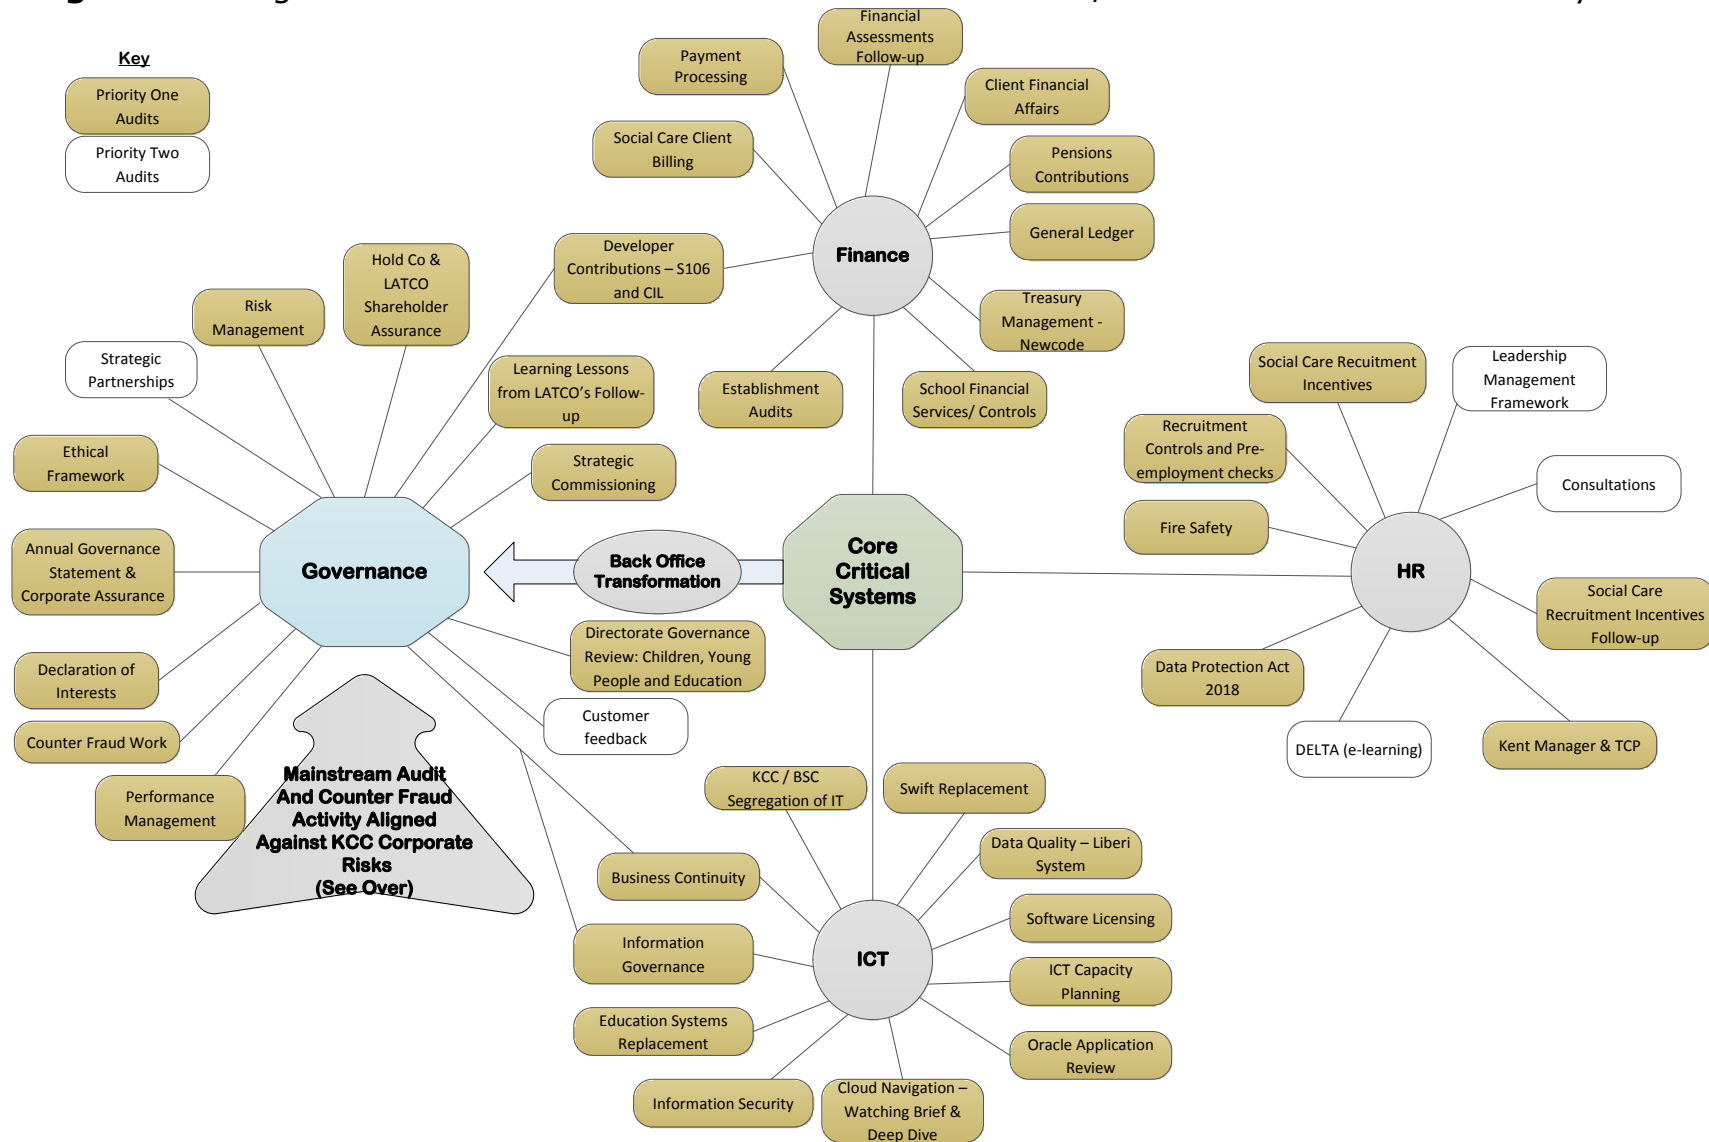 Key
Priority One
Audits
Priority Two
Audits
Payment
Processing
Financial
Assessments
Follow-up
Client Financial
Affairs
Social Care Client
Billing
Pensions
Contributions
General Ledger
Developer
Contributions – S106
and CIL
Finance
Treasury
Management -
Newcode
Establishment
Audits
School Financial
Services/ Controls
Hold Co &
LATCO
Shareholder
Assurance
Risk
Management
Strategic
Partnerships
Learning Lessons
from LATCO's Follow-
up
Ethical
Framework
Strategic
Commissioning
Annual Governance
Statement &
Corporate Assurance
Governance
Back Office
Transformation
Core
Critical
Systems
Social Care Recuitment
Incentives
Leadership
Management
Framework
Recruitment
Controls and Pre-
employment checks
Consultations
Fire Safety
HR
Social Care
Recruitment Incentives
Follow-up
Data Protection Act
2018
DELTA (e-learning)
Kent Manager & TCP
Declaration of
Interests
Counter Fraud Work
Performance
Management
Directorate Governance
Review: Children, Young
People and Education
Customer
feedback
Mainstream Audit
And Counter Fraud
Activity Aligned
Against KCC Corporate
Risks
(See Over)
KCC / BSC
Segregation of IT
Swift Replacement
Data Quality – Liberi
System
Business Continuity
Software Licensing
Information
Governance
ICT
ICT Capacity
Planning
Education Systems
Replacement
Oracle Application
Review
Information Security
Cloud Navigation –
Watching Brief &
Deep Dive